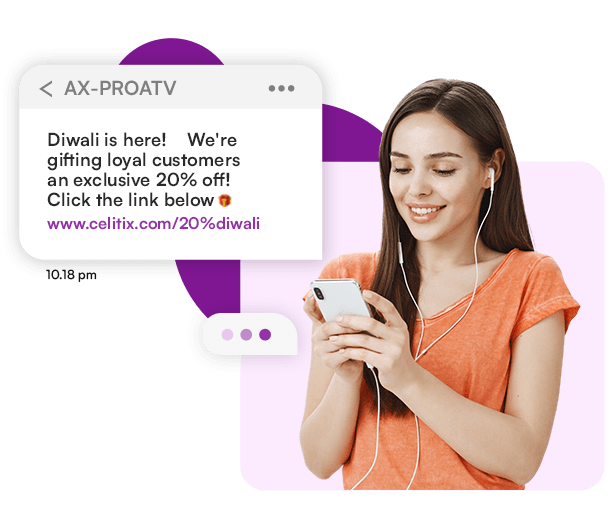 AX-PROATV
Diwali is here! We're
gifting loyal customers
an exclusive 20% off!
Click the link below🎁
www.celitix.com/20%diwali
10.18 pm